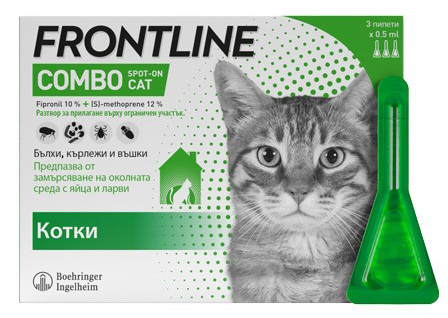 FRONTLINE
3 пипети
x 0.5 ml
COMBO SPOT-ON CAT
Fipronil 10 % + (S)-methoprene 12 %
Разтвор за прилагане върху ограничен участък.
Бълхи, кърлежи и въшки
Предпазва от
замърсяване на околната
среда с яйца и ларви
Котки
Boehringer
Ingelheim